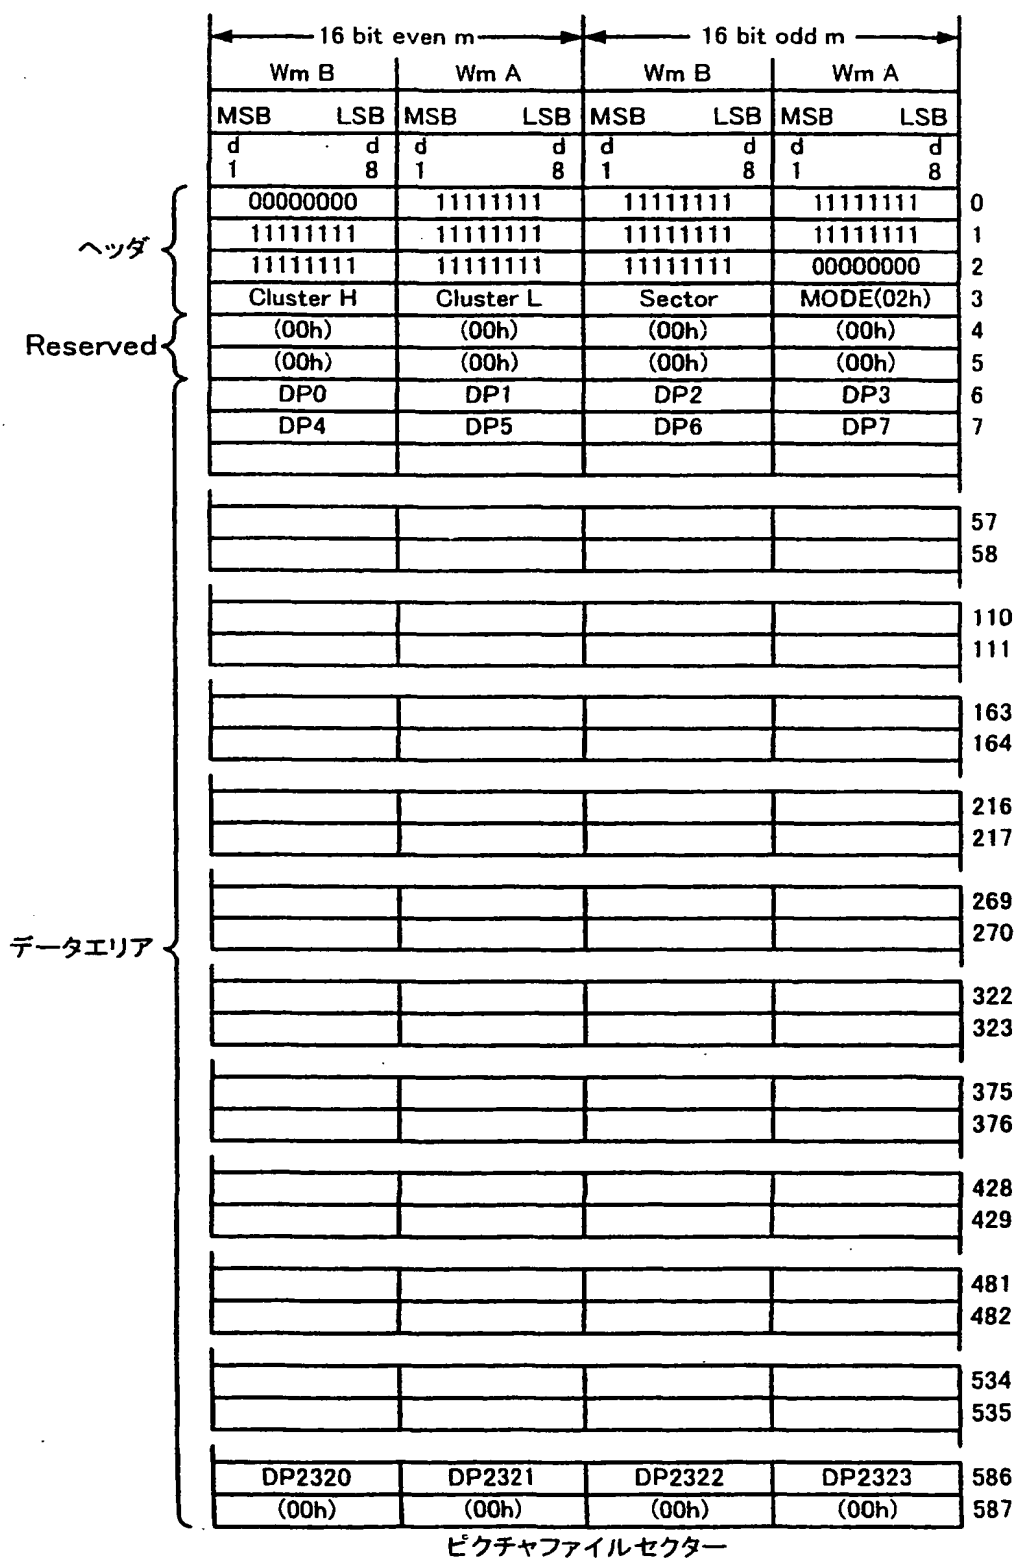 16 bit even m 16 bit odd m
Wm B Wm A Wm B Wm A
MSB LSB MSB LSB MSB LSB MSB LSB
d d d d d d d d
1 8 1 8 1 8 1 8
00000000 11111111 11111111 11111111 0
ヘッダ 11111111 11111111 11111111 11111111 1
11111111 11111111 11111111 00000000 2
Cluster H Cluster L Sector MODE(02h) 3
Reserved (00h) (00h) (00h) (00h) 4
(00h) (00h) (00h) (00h) 5
DP0 DP1 DP2 DP3 6
DP4 DP5 DP6 DP7 7
57
58
110
111
163
164
216
217
269
270
データエリア
322
323
375
376
428
429
481
482
534
535
DP2320 DP2321 DP2322 DP2323 586
(00h) (00h) (00h) (00h) 587
ピクチャファイルセクター